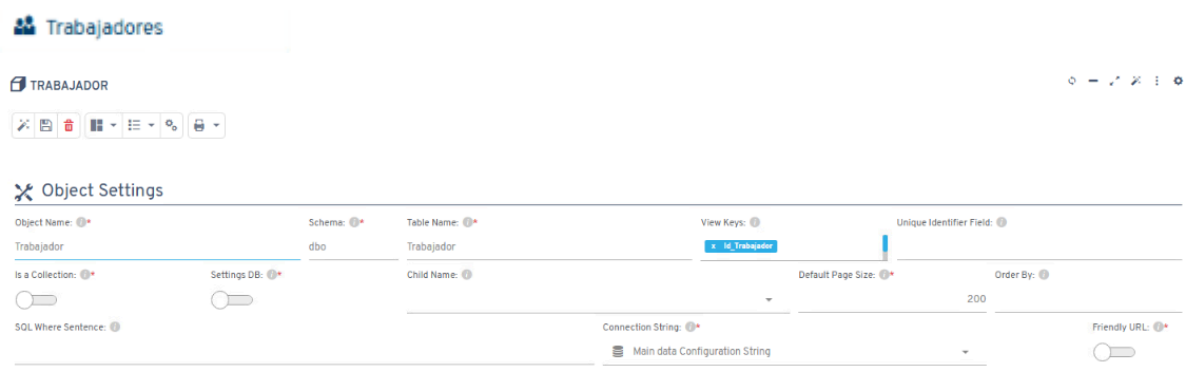 Trabajadores
TRABAJADOR
Object Settings
Object Name: i* Schema: i* Table Name: i* View Keys: i Unique Identifier Field: i
Trabajador dbo Trabajador x Id_Trabajador
Is a Collection: i* Settings DB: i* Child Name: i Default Page Size: i* Order By: i
200
SQL Where Sentence: i Connection String: i* Friendly URL: i*
Main data Configuration String